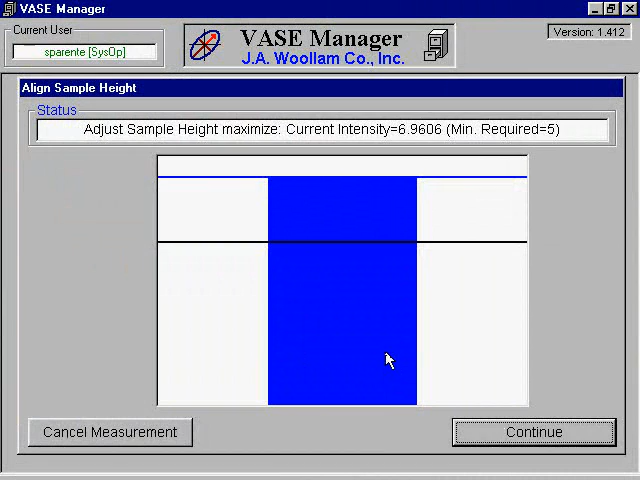 VASE Manager
Current User
sparente [SysOp]
VASE Manager
J.A. Woollam Co., Inc.
Version: 1.412
Align Sample Height
Status
Adjust Sample Height maximize: Current Intensity=6.9606 (Min. Required=5)
Cancel Measurement
Continue